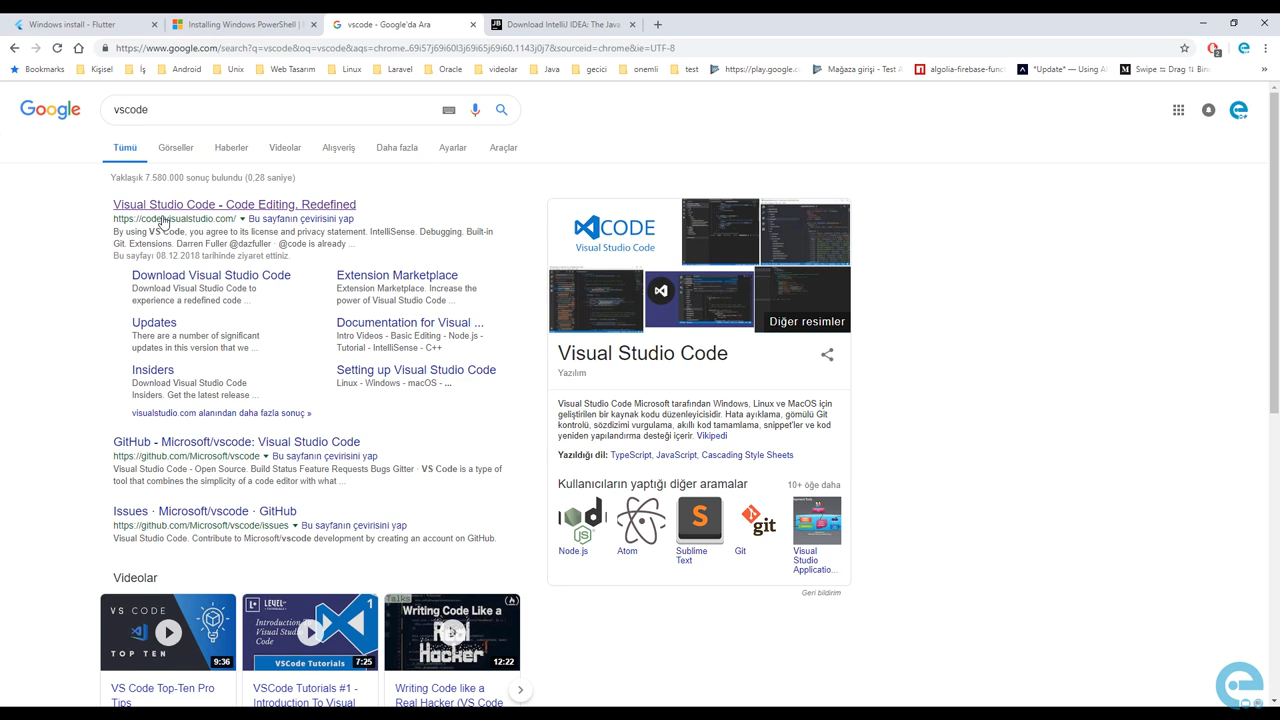 Windows install - Flutter
Installing Windows PowerShell |
vscode - Google'da Ara
Download IntelliJ IDEA: The Java
https://www.google.com/search?q=vscode&oq=vscode&aqs=chrome..69i57j69i60l3j69i65j69i60.1143j0j7&sourceid=chrome&ie=UTF-8
Bookmarks Kişisel İş Android Unix Web Tasarım Linux Laravel Oracle videolar Java gecici onemli test https://play.google.c Mağaza girişi - Test A algolia-firebase-func *Update* — Using Al Swipe Drag Bin »
Google
vscode
Tümü Görseller Haberler Videolar Alışveriş Daha fazla Ayarlar Araçlar
Yaklaşık 7.580.000 sonuç bulundu (0,28 saniye)
Visual Studio Code - Code Editing. Redefined
https://code.visualstudio.com/ ▾ Bu sayfanın çevirisini yap
By using VS Code, you agree to its license and privacy statement. IntelliSense. Debugging. Built-in
Git. Extensions. Darren Fuller @dazfuller · @code is already ...
Bu sayfayı 08.12.2018 tarihinde ziyaret ettiniz.
Download Visual Studio Code
Download Visual Studio Code to
experience a redefined code ...
Extension Marketplace
Extension Marketplace. Increase the
power of Visual Studio Code ...
Updates
There are a number of significant
updates in this version that we ...
Documentation for Visual ...
Intro Videos - Basic Editing - Node.js -
Tutorial - IntelliSense - C++
Insiders
Download Visual Studio Code
Insiders. Get the latest release ...
Setting up Visual Studio Code
Linux - Windows - macOS - ...
visualstudio.com alanından daha fazla sonuç »
GitHub - Microsoft/vscode: Visual Studio Code
https://github.com/Microsoft/vscode ▾ Bu sayfanın çevirisini yap
Visual Studio Code - Open Source. Build Status Feature Requests Bugs Gitter · VS Code is a type of
tool that combines the simplicity of a code editor with what ...
Issues · Microsoft/vscode · GitHub
https://github.com/Microsoft/vscode/issues ▾ Bu sayfanın çevirisini yap
Visual Studio Code. Contribute to Microsoft/vscode development by creating an account on GitHub.
Videolar
VS CODE
TOP TEN
9:36
VS Code Top-Ten Pro
Tips
LEVEL
1
Introduction To
Visual Studio
Code
7:25
VSCode Tutorials
VSCode Tutorials #1 -
Introduction To Visual
Talks
Writing Code Like a
Real
Hacker
12:22
Writing Code like a
Real Hacker (VS Code
CODE
Visual Studio Code
Diğer resimler
Visual Studio Code
Yazılım
Visual Studio Code Microsoft tarafından Windows, Linux ve MacOS için
geliştirilen bir kaynak kodu düzenleyicisidir. Hata ayıklama, gömülü Git
kontrolü, sözdizimi vurgulama, akıllı kod tamamlama, snippet'ler ve kod
yeniden yapılandırma desteği içerir. Vikipedi
Yazıldığı dil: TypeScript, JavaScript, Cascading Style Sheets
Kullanıcıların yaptığı diğer aramalar
10+ öğe daha
Node.js
Atom
Sublime
Text
git
Git
Visual
Studio
Applicatio...
Geri bildirim